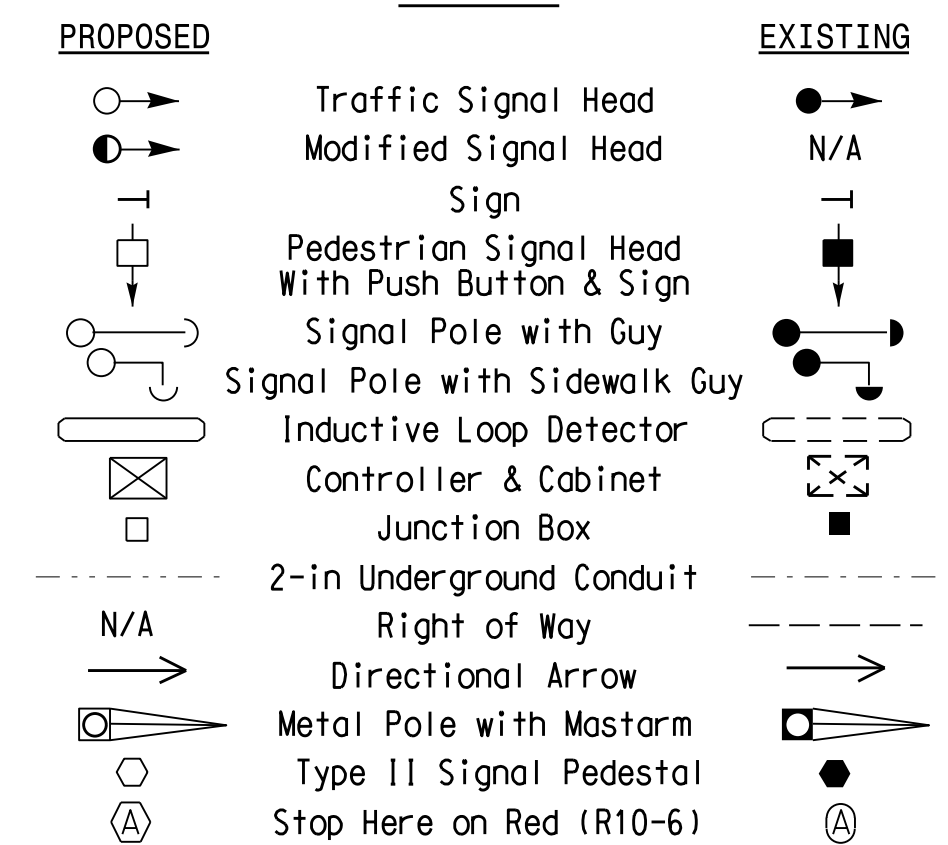 PROPOSED EXISTING
Traffic Signal Head
Modified Signal Head N/A
Sign
Pedestrian Signal Head
With Push Button & Sign
Signal Pole with Guy
Signal Pole with Sidewalk Guy
Inductive Loop Detector
Controller & Cabinet
Junction Box
2-in Underground Conduit
N/A Right of Way
Directional Arrow
Metal Pole with Mastarm
Type II Signal Pedestal
A Stop Here on Red (R10-6) A